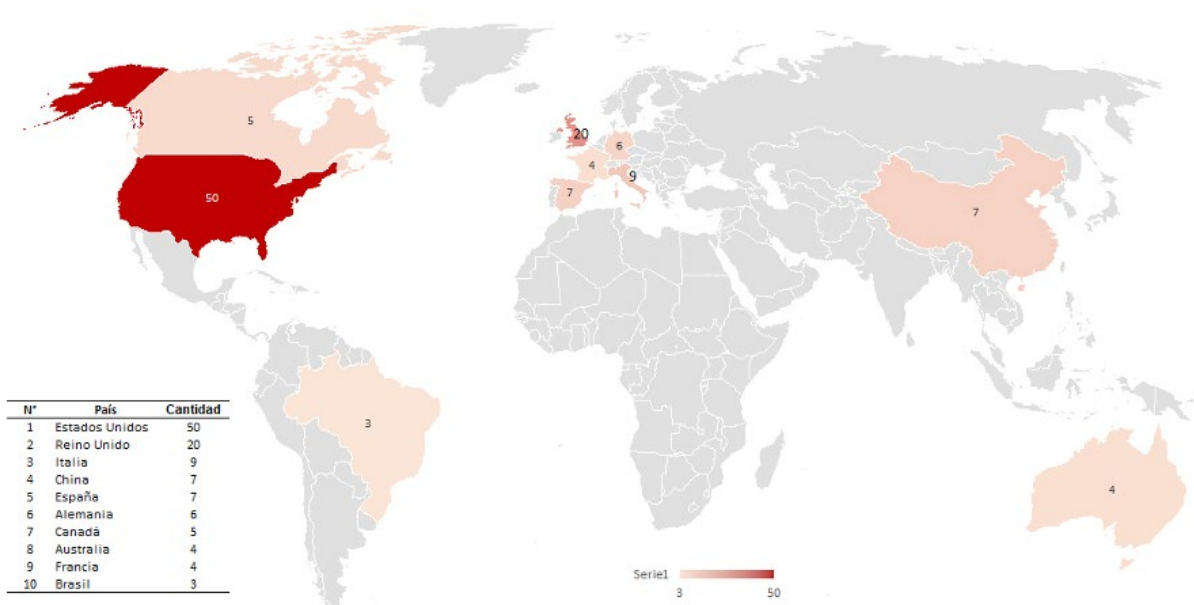 5
50
20
6
4
9
7
7
3
4
N° País Cantidad
1 Estados Unidos 50
2 Reino Unido 20
3 Italia 9
4 China 7
5 España 7
6 Alemania 6
7 Canadá 5
8 Australia 4
9 Francia 4
10 Brasil 3
Serie1
3 50